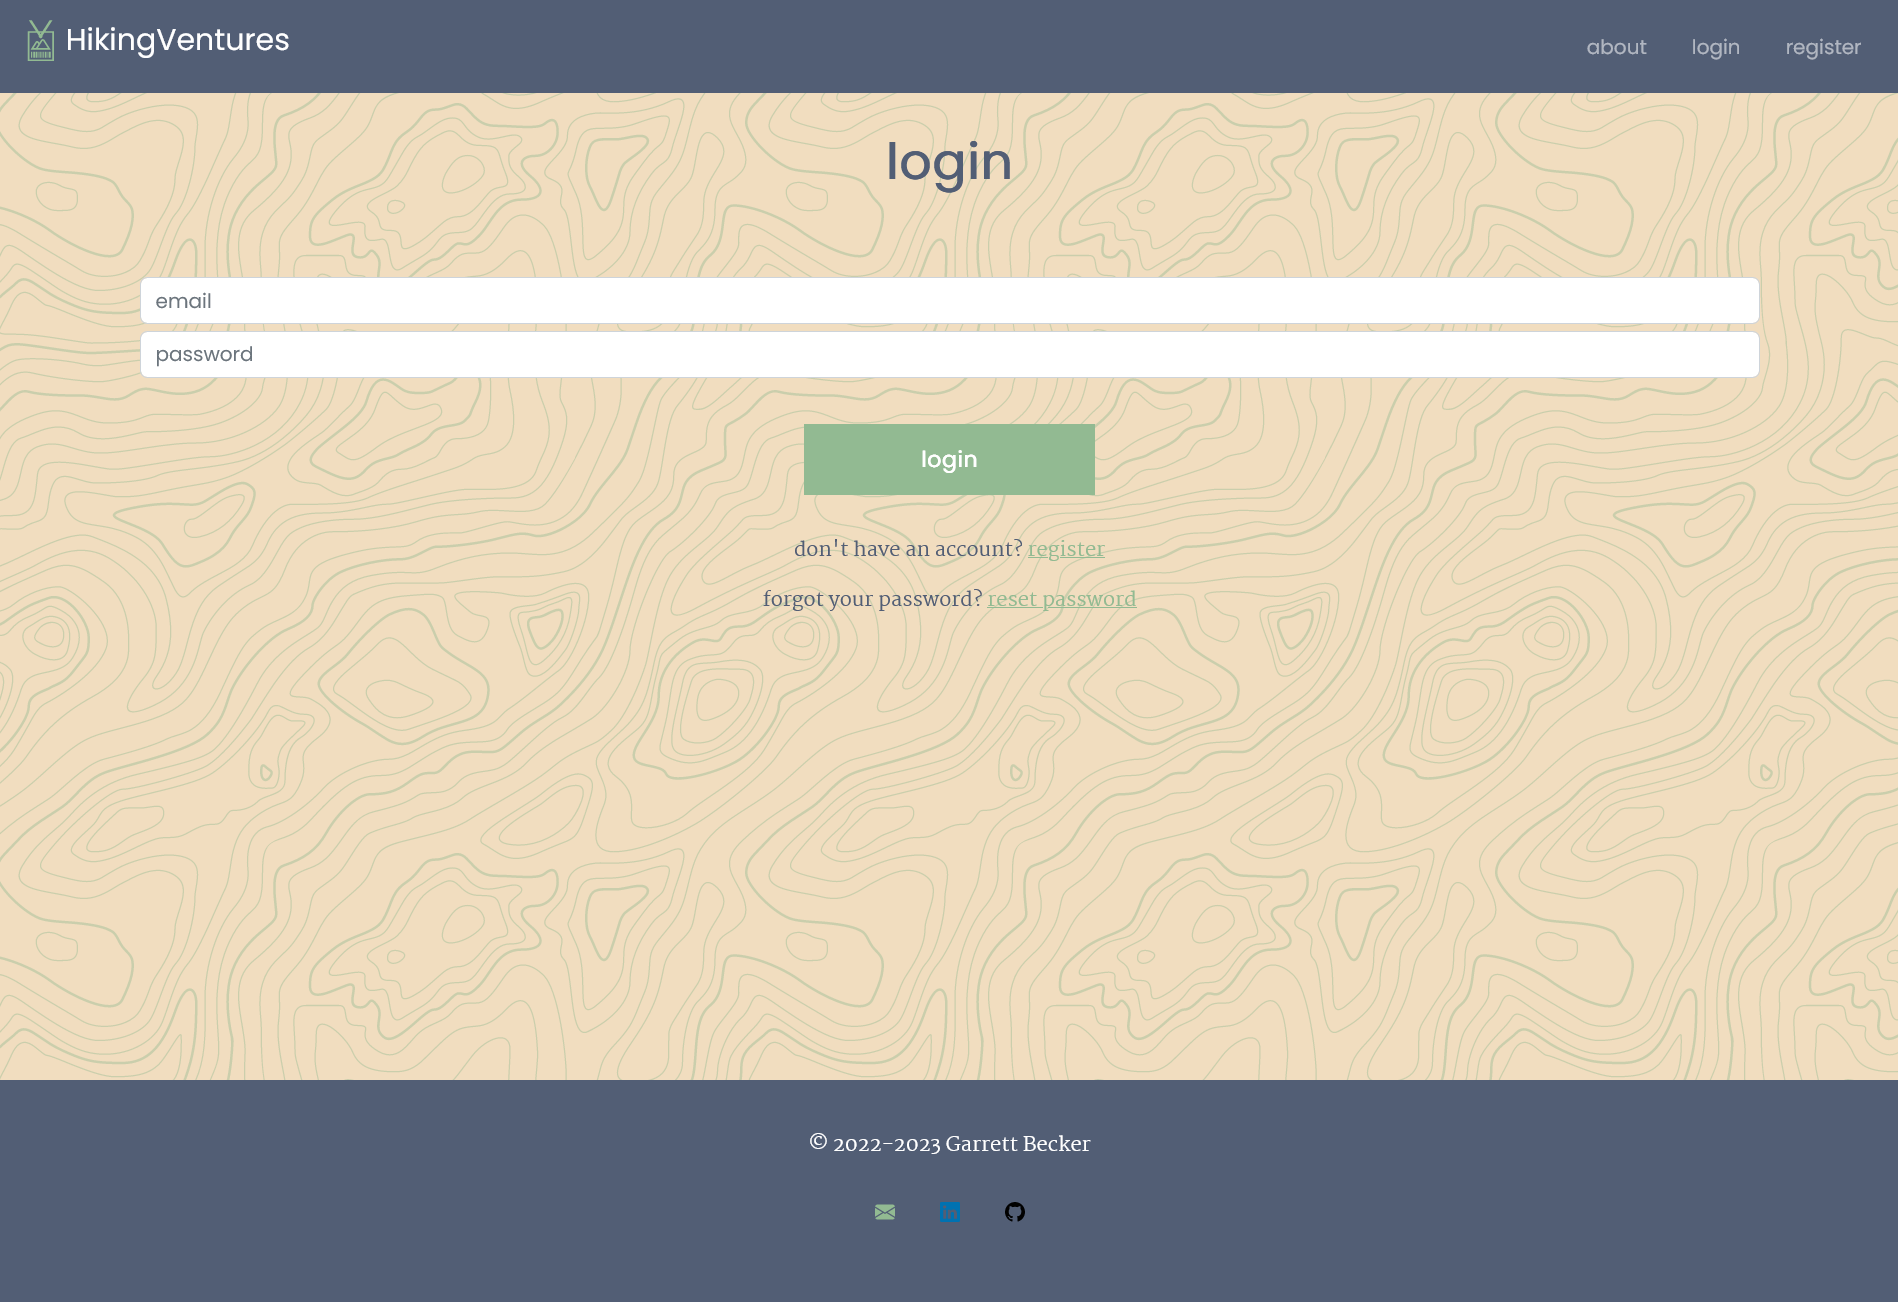 HikingVentures
about login register
login
email
password
login
don't have an account? register
forgot your password? reset password
© 2022-2023 Garrett Becker
in